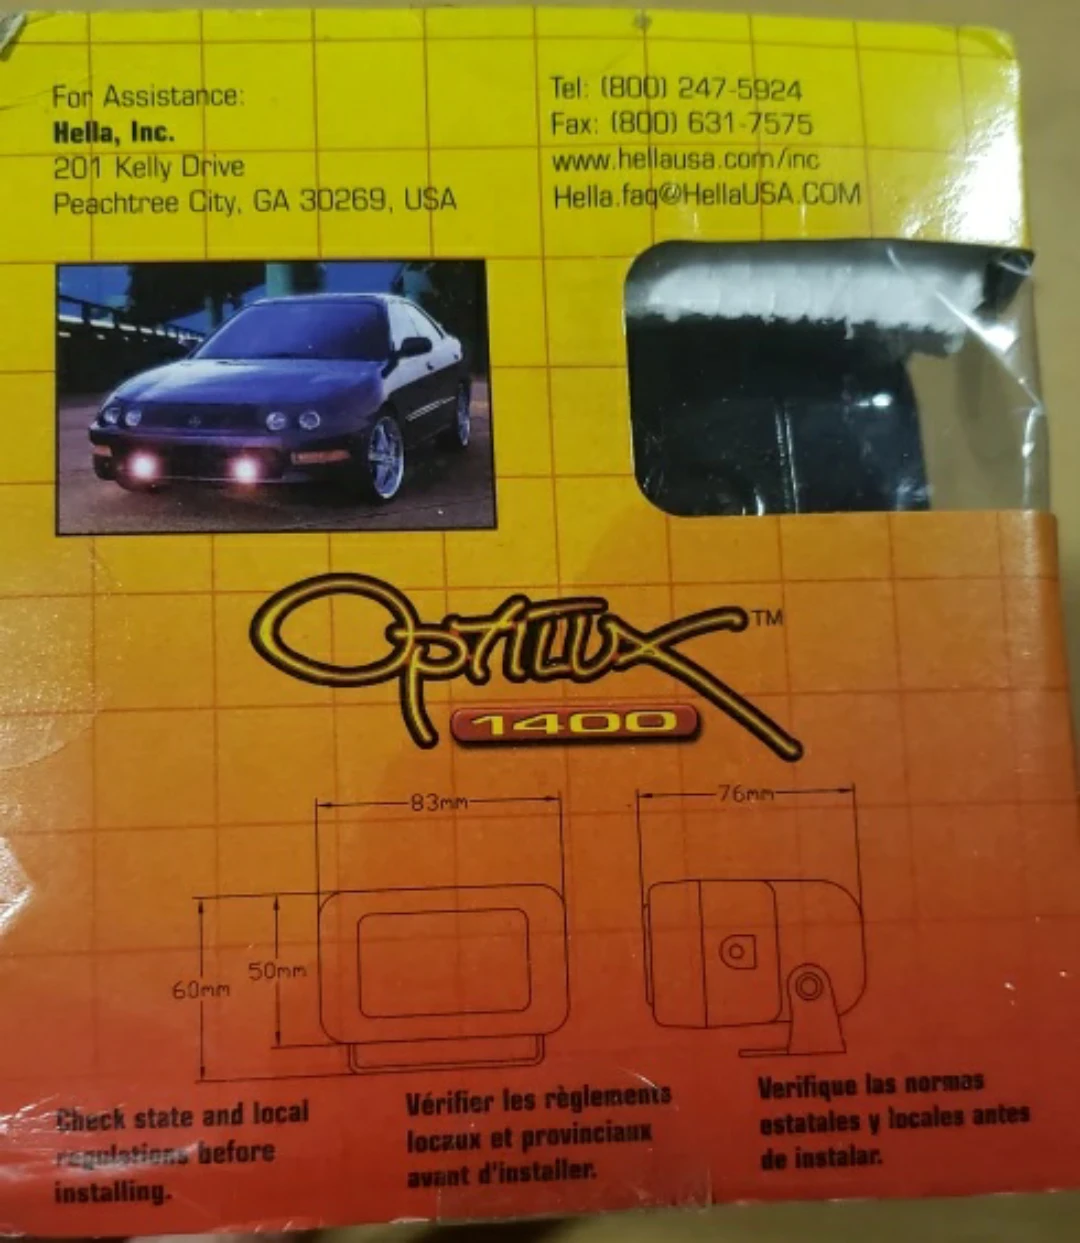 For Assistance:
Hella, Inc.
201 Kelly Drive
Peachtree City, GA 30269, USA
Tel: (800) 247-5924
Fax: (800) 631-7575
www.hellausa.com/inc
Hella.faq@HellaUSA.COM
Optilux™
1400
83mm
76mm
60mm
50mm
Check state and local
regulations before
installing.
Vérifier les règlements
locaux et provinciaux
avant d'installer.
Verifique las normas
estatales y locales antes
de instalar.